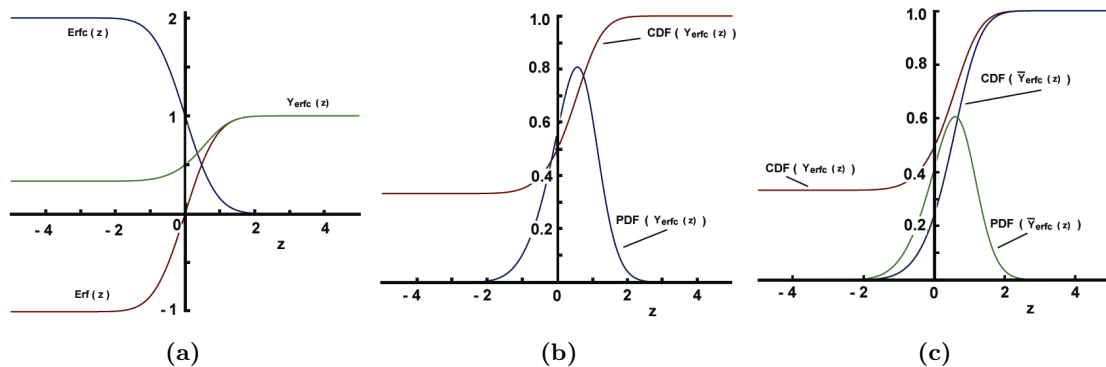 2
Erfc ( z )
Y erfc ( z )
1
- 4
- 2
0
2
4
z
Erf ( z )
- 1
(a)
1.0
CDF ( Y erfc ( z ) )
0.8
0.6
0.4
0.2
PDF ( Y erfc ( z ) )
- 4
- 2
0
2
4
z
(b)
1.0
0.8
CDF ( Ȳ erfc ( z ) )
0.6
0.4
CDF ( Y erfc ( z ) )
0.2
PDF ( Ȳ erfc ( z ) )
- 4
- 2
0
2
4
z
(c)